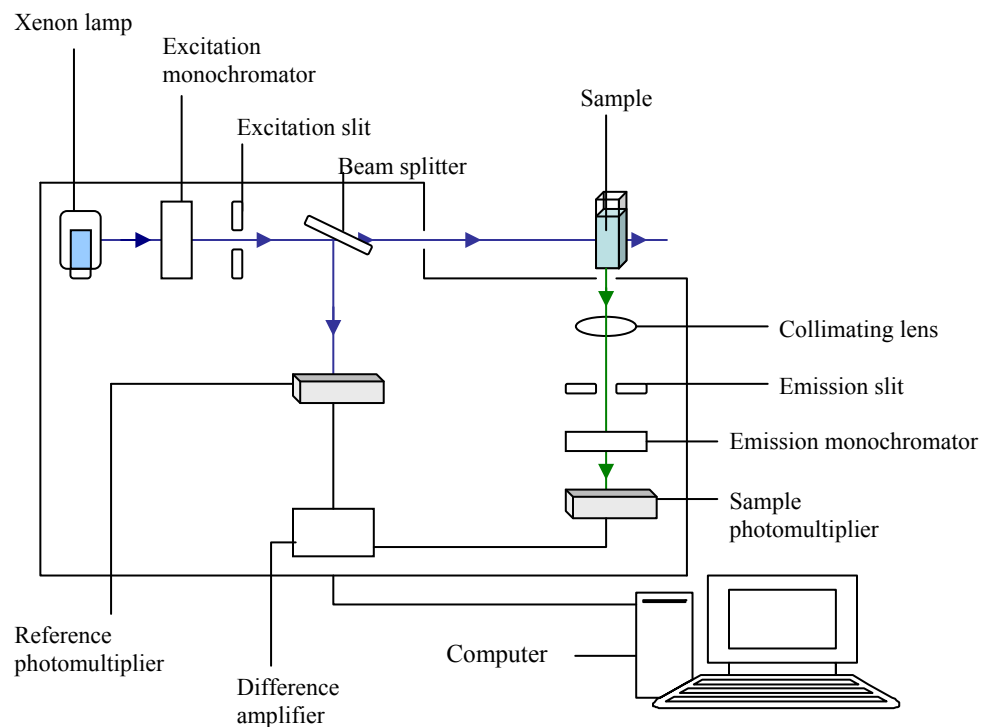 Xenon lamp
Excitation
monochromator
Sample
Excitation slit
Beam splitter
Collimating lens
Emission slit
Emission monochromator
Sample
photomultiplier
Reference
photomultiplier
Computer
Difference
amplifier